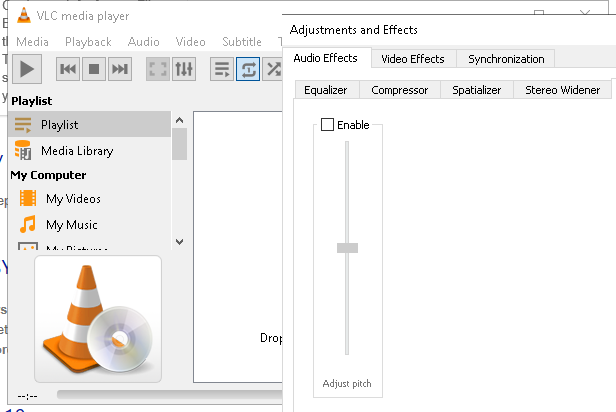 VLC media player
Media Playback Audio Video Subtitle
Playlist
Playlist
Media Library
My Computer
My Videos
My Music
My Pictures
Drop
--:--
Adjustments and Effects
Audio Effects Video Effects Synchronization
Equalizer Compressor Spatializer Stereo Widener
Enable
Adjust pitch